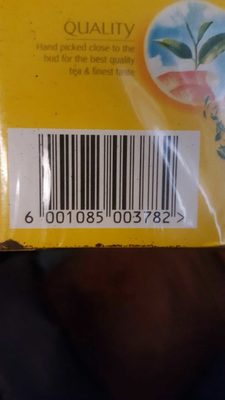 QUALITY
Hand picked close to the
bud for the best quality
tea & finest taste
6 001085 003782 >